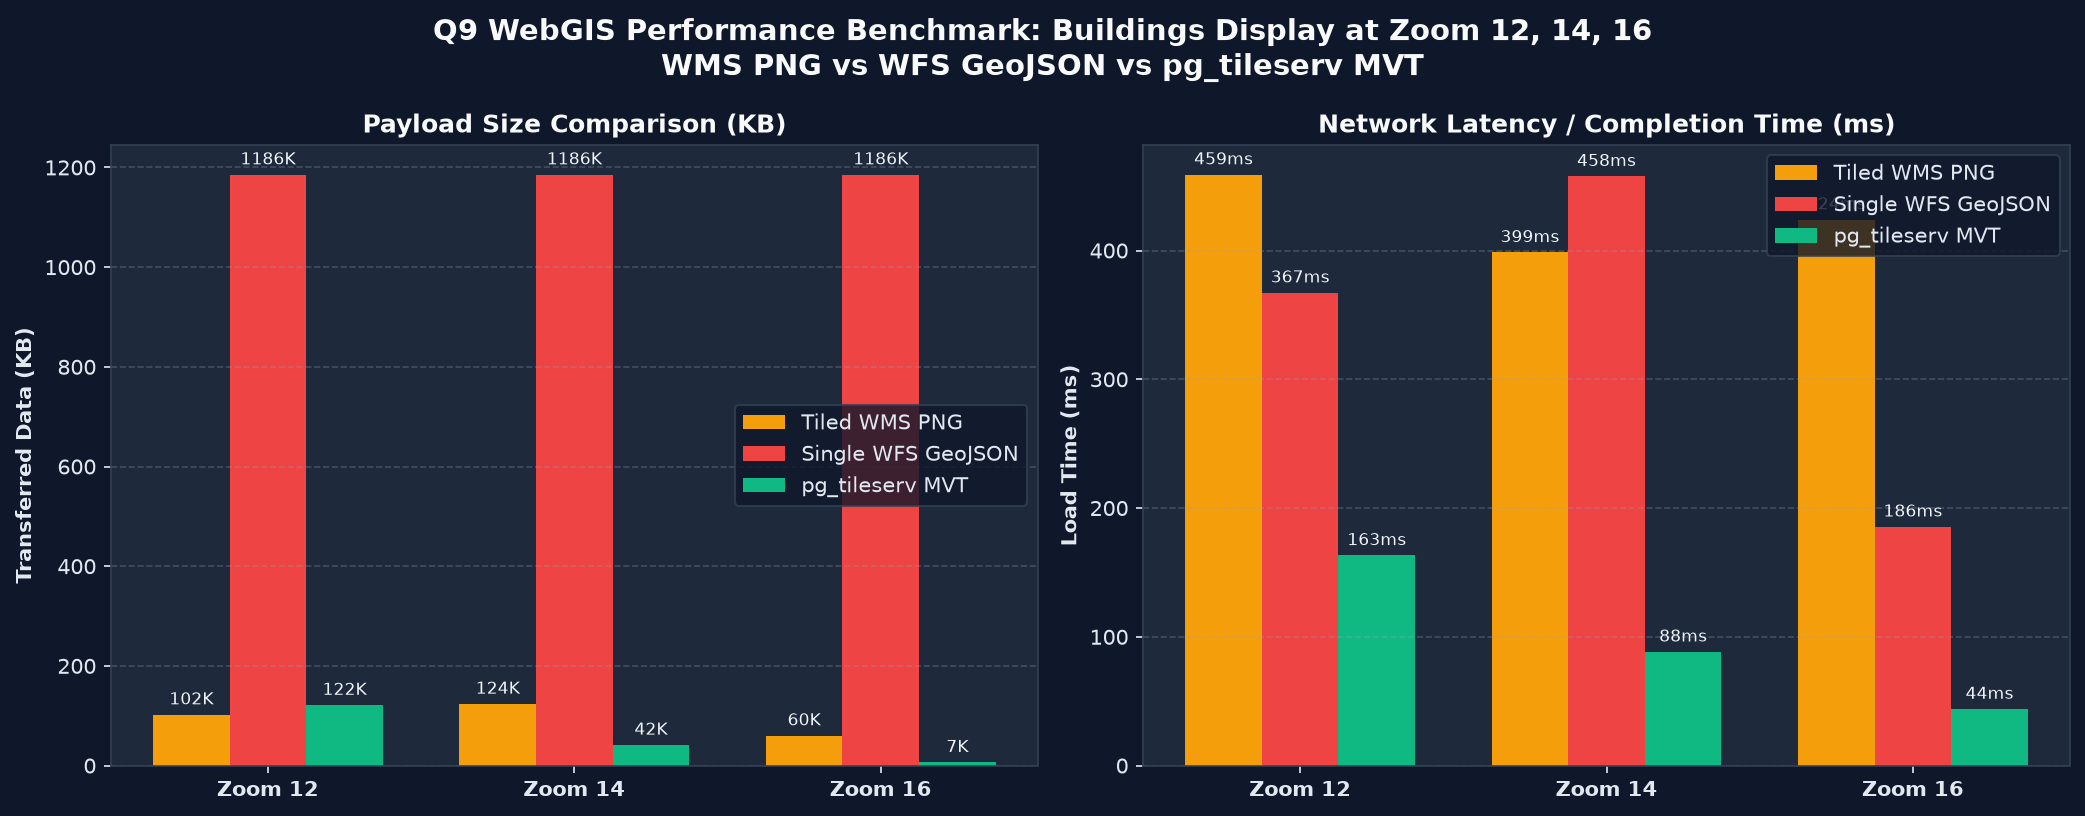 Q9 WebGIS Performance Benchmark: Buildings Display at Zoom 12, 14, 16
WMS PNG vs WFS GeoJSON vs pg_tileserv MVT
Payload Size Comparison (KB)
Transferred Data (KB)
1200
1000
800
600
400
200
0
1186K
1186K
1186K
102K
122K
124K
42K
60K
7K
Tiled WMS PNG
Single WFS GeoJSON
pg_tileserv MVT
Zoom 12
Zoom 14
Zoom 16
Network Latency / Completion Time (ms)
Load Time (ms)
400
300
200
100
0
459ms
367ms
163ms
399ms
458ms
88ms
186ms
44ms
Tiled WMS PNG
Single WFS GeoJSON
pg_tileserv MVT
Zoom 12
Zoom 14
Zoom 16